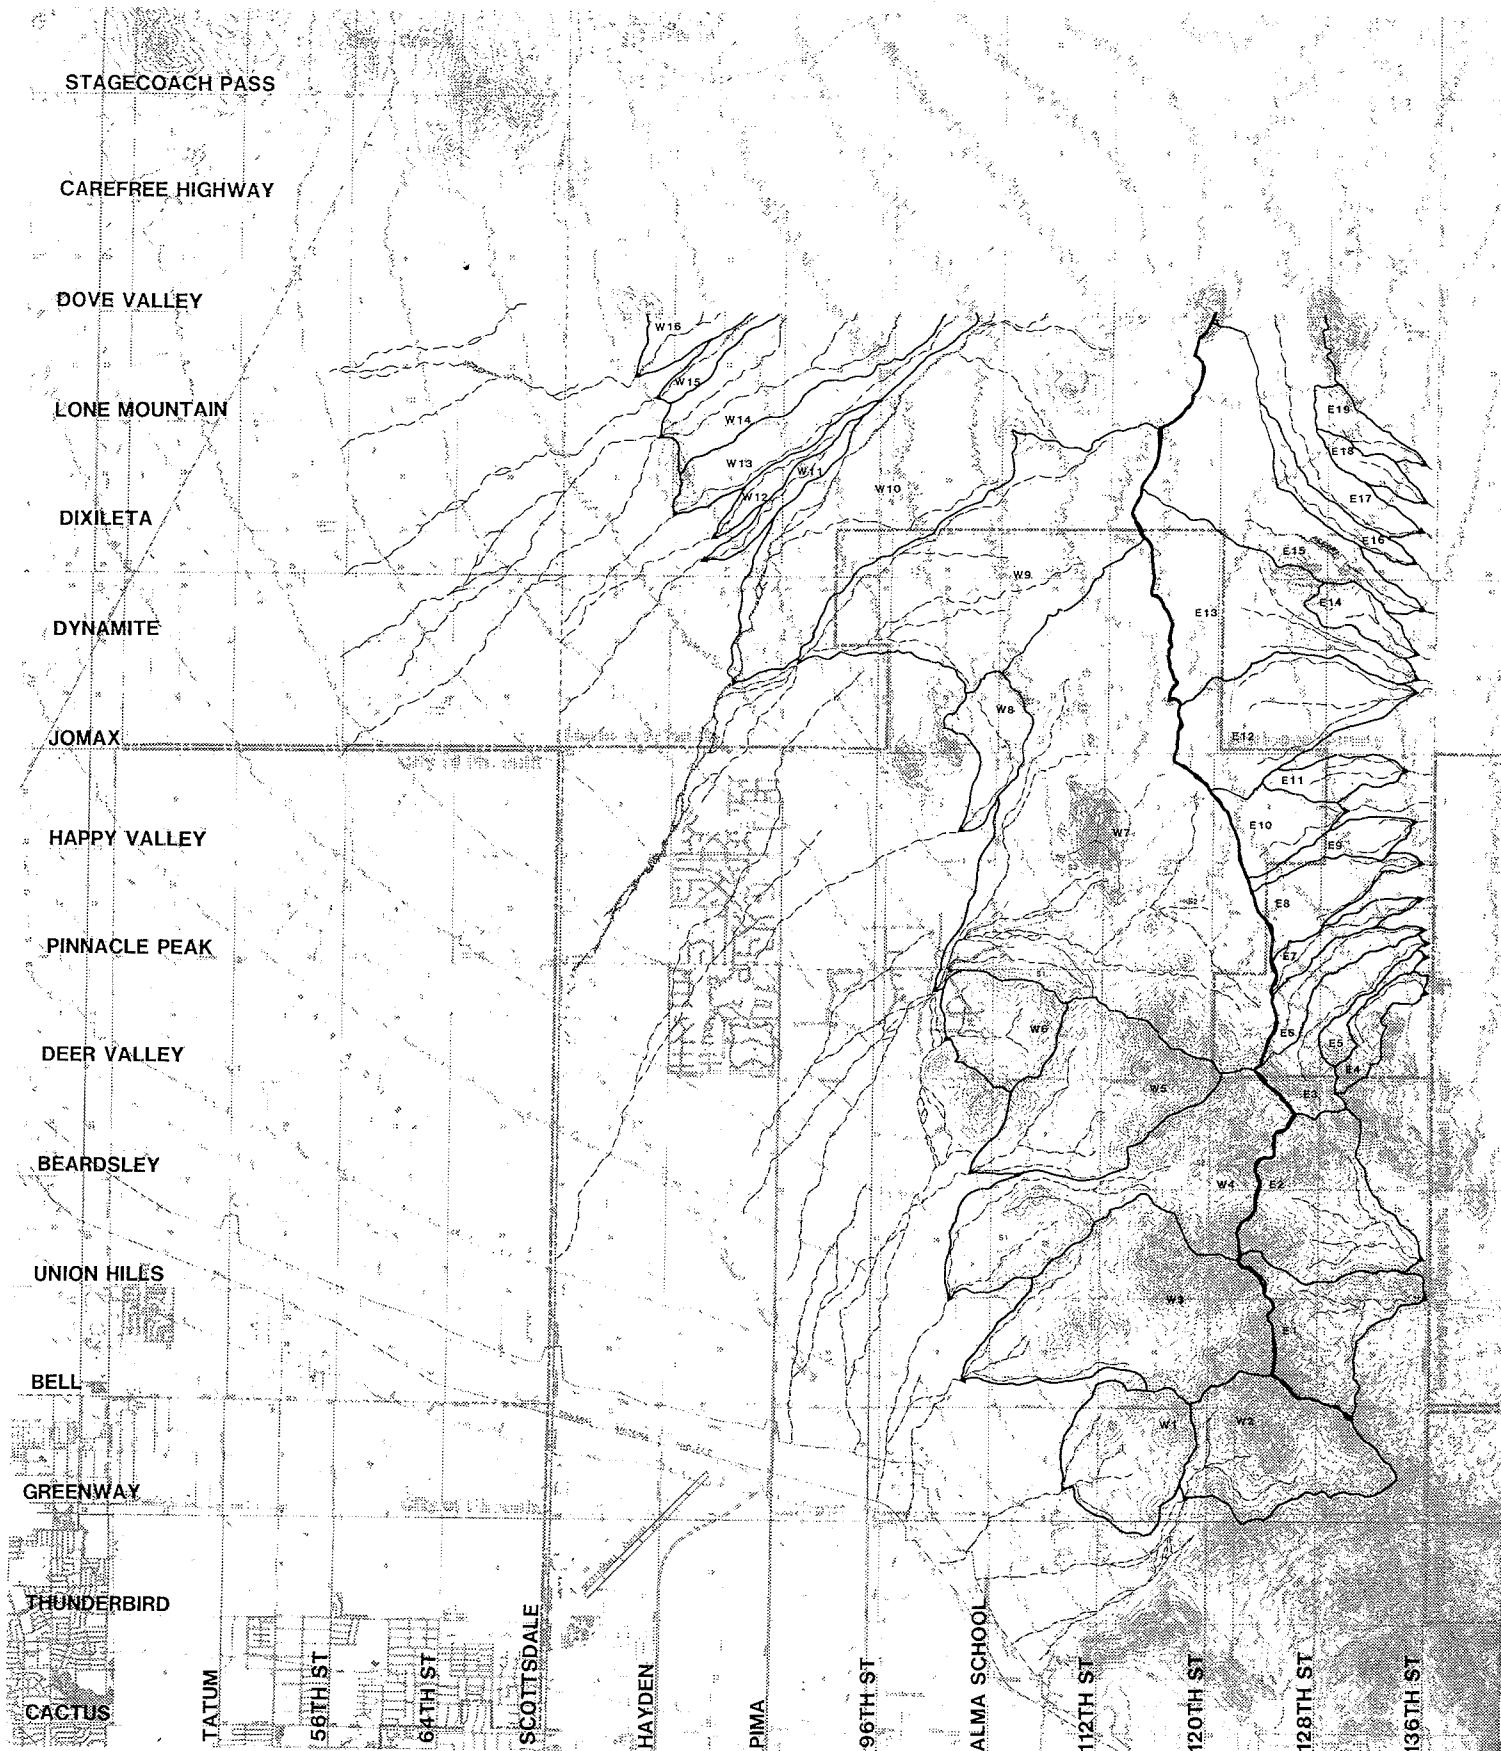 STAGECOACH PASS
CAREFREE HIGHWAY
DOVE VALLEY
W16
W15
LONE MOUNTAIN
E19
W14
E18
W13
W11
W10
W12
E17
DIXILETA
E16
E15
W9
E14
E13
DYNAMITE
W8
JOMAX
E12
E11
E10
W7
HAPPY VALLEY
E9
E8
PINNACLE PEAK
E7
W6
E6
E5
DEER VALLEY
E4
W5
E3
BEARDSLEY
W4
E2
UNION HILLS
W3
E1
BELL
W1
W2
GREENWAY
THUNDERBIRD
CACTUS
TATUM
56TH ST
64TH ST
SCOTTSDALE
HAYDEN
PIMA
96TH ST
ALMA SCHOOL
112TH ST
120TH ST
128TH ST
136TH ST